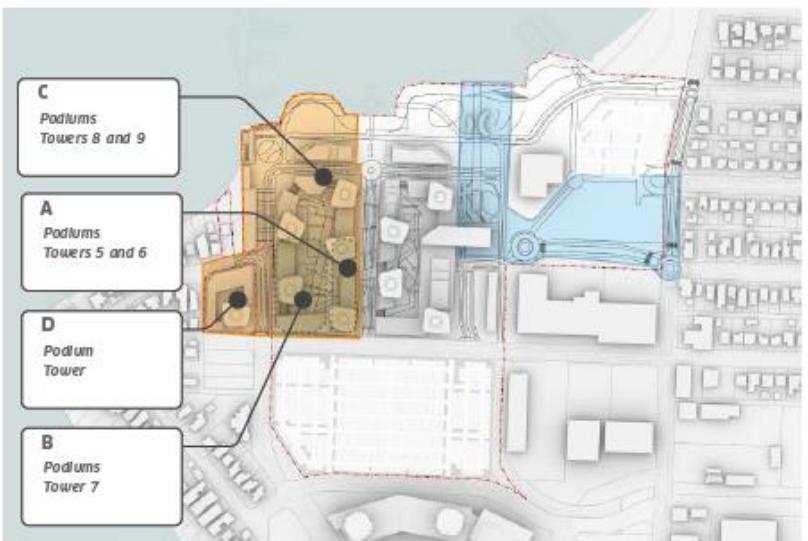 C
Podiums
Towers 8 and 9
A
Podiums
Towers 5 and 6
D
Podium
Tower
B
Podiums
Tower 7